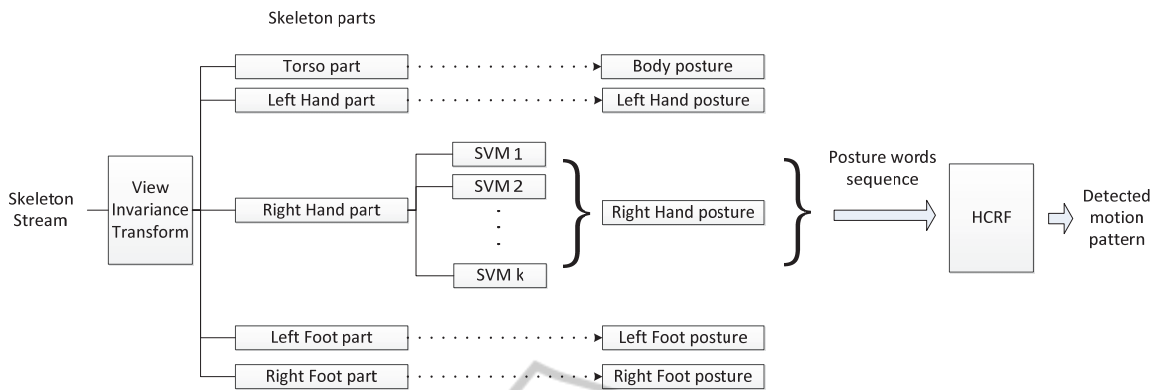 Skeleton parts
Torso part
Body posture
Left Hand part
Left Hand posture
SVM 1
SVM 2
Skeleton
Stream
View
Invariance
Transform
Right Hand part
Right Hand posture
SVM k
Posture words
sequence
HCRF
Detected
motion
pattern
Left Foot part
Left Foot posture
Right Foot part
Right Foot posture